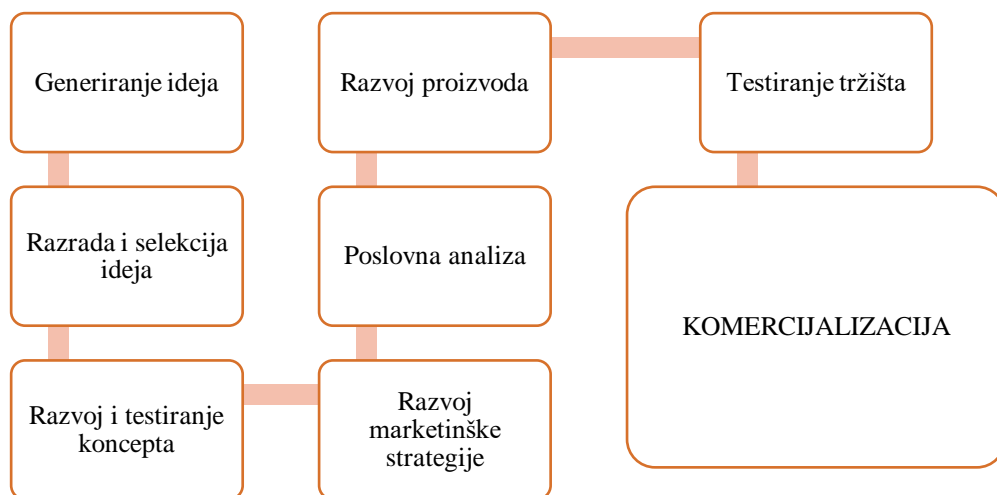 Generiranje ideja
Razrada i selekcija
ideja
Razvoj i testiranje
koncepta
Razvoj
marketinške
strategije
Poslovna analiza
Razvoj proizvoda
Testiranje tržišta
KOMERCIJALIZACIJA